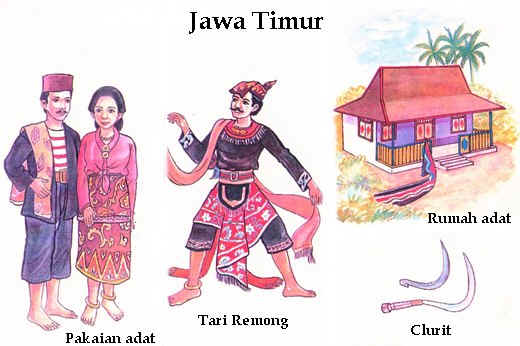 Jawa Timur
Pakaian adat
Tari Remong
Rumah adat
Clurit